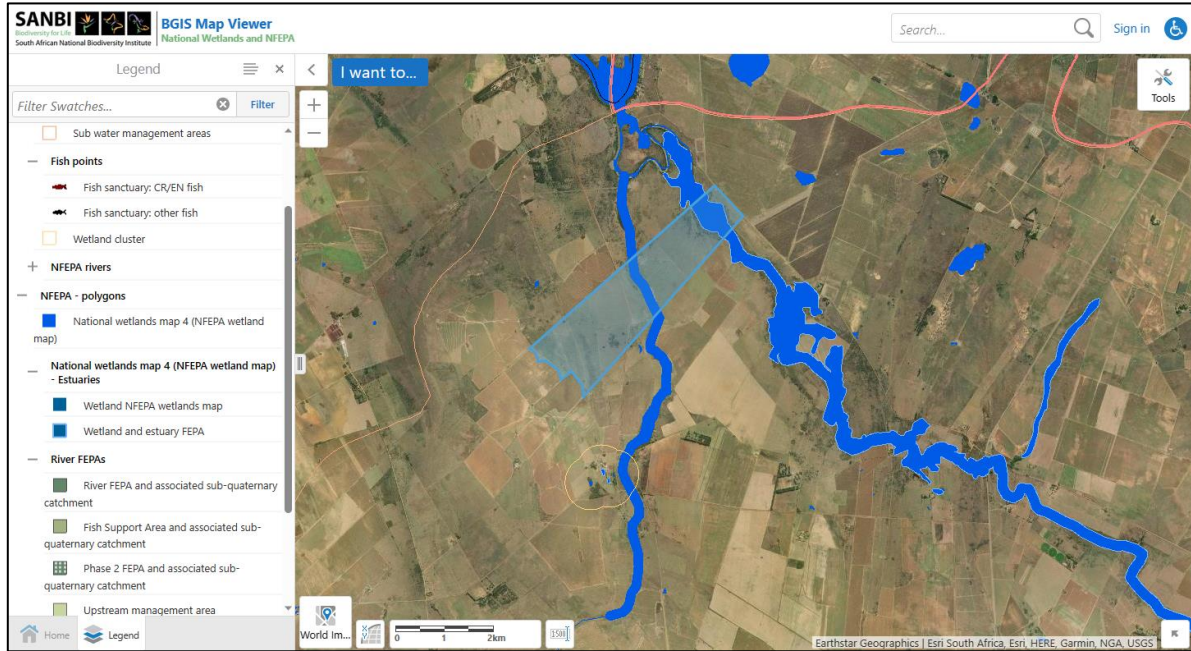 SANBI
Biodiversity for Life
South African National Biodiversity Institute
BGIS Map Viewer
National Wetlands and NFEPA
Search...
Sign in
Legend
Filter Swatches...
Filter
Sub water management areas
Fish points
Fish sanctuary: CR/EN fish
Fish sanctuary: other fish
Wetland cluster
NFEPA rivers
NFEPA - polygons
National wetlands map 4 (NFEPA wetland
map)
National wetlands map 4 (NFEPA wetland map)
- Estuaries
Wetland NFEPA wetlands map
Wetland and estuary FEPA
River FEPAs
River FEPA and associated sub-quaternary
catchment
Fish Support Area and associated sub-
quaternary catchment
Phase 2 FEPA and associated sub-
quaternary catchment
Upstream management area
Home
Legend
I want to...
Tools
World Im...
0 1 2km
Earthstar Geographics | Esri South Africa, Esri, HERE, Garmin, NGA, USGS